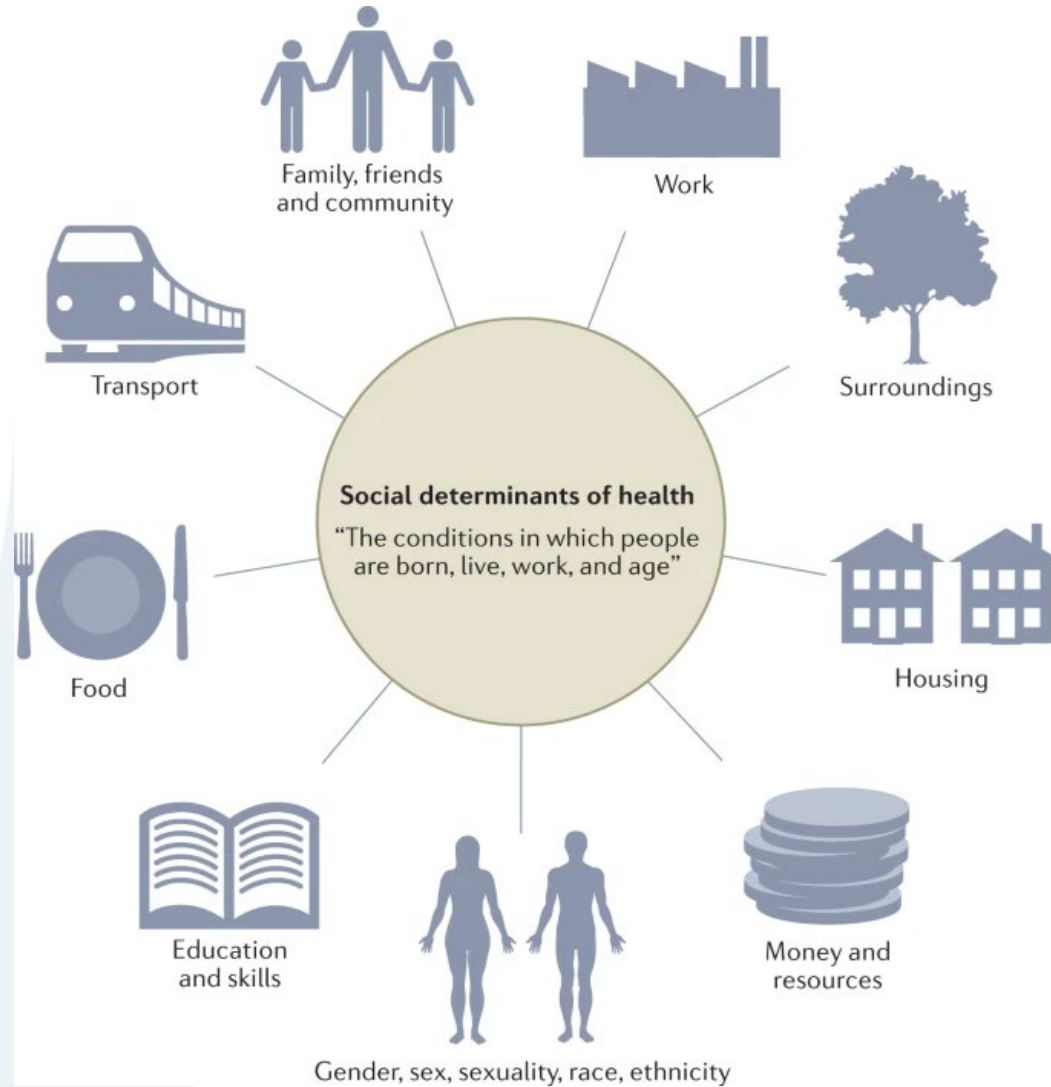 Family, friends
and community
Work
Surroundings
Transport
Social determinants of health
“The conditions in which people
are born, live, work, and age”
Food
Housing
Education
and skills
Money and
resources
Gender, sex, sexuality, race, ethnicity